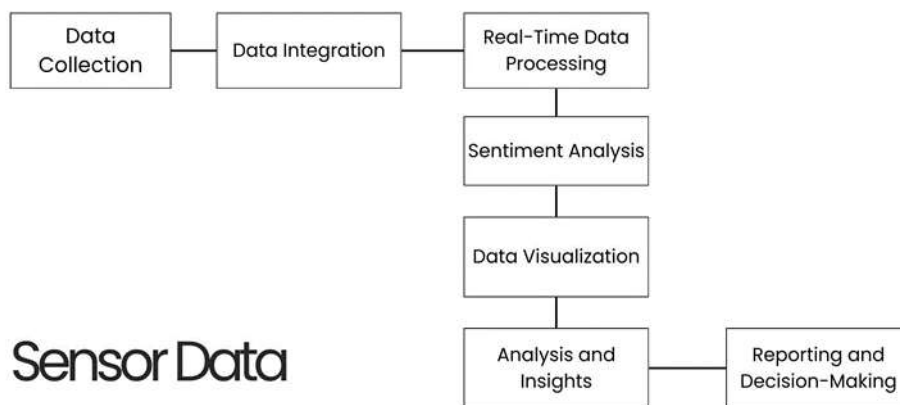 Data
Collection
Data Integration
Real-Time Data
Processing
Sentiment Analysis
Data Visualization
Analysis and
Insights
Reporting and
Decision-Making
Sensor Data